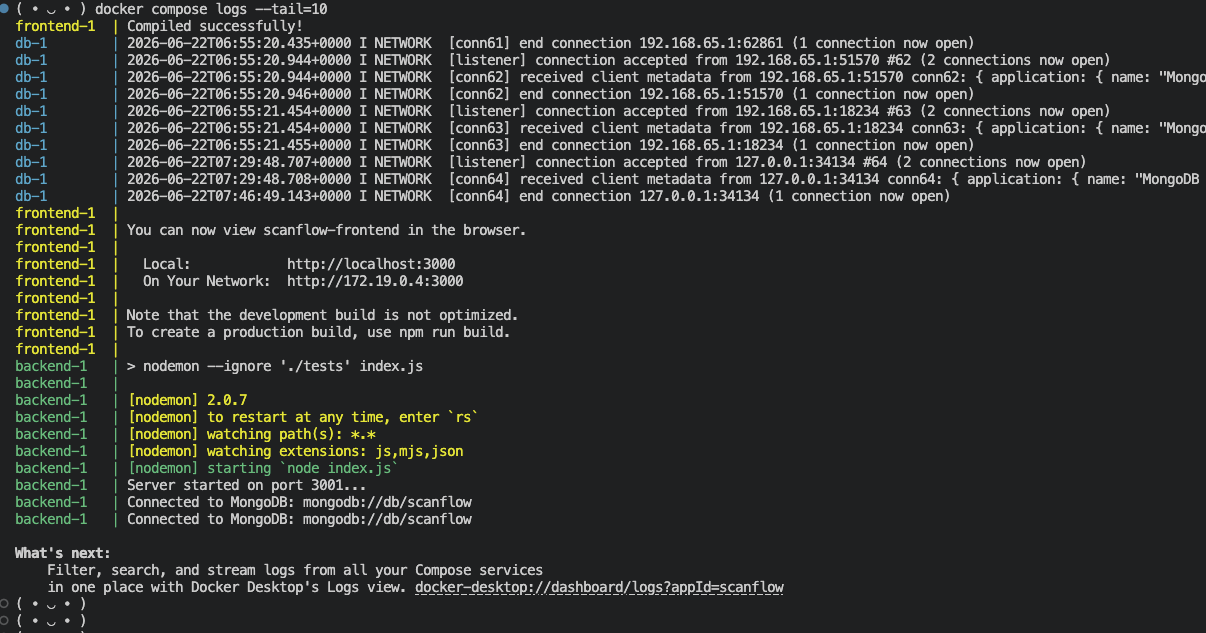 ( • ◡ • ) docker compose logs --tail=10
frontend-1  | Compiled successfully!
db-1        | 2026-06-22T06:55:20.435+0000 I NETWORK  [conn61] end connection 192.168.65.1:62861 (1 connection now open)
db-1        | 2026-06-22T06:55:20.944+0000 I NETWORK  [listener] connection accepted from 192.168.65.1:51570 #62 (2 connections now open)
db-1        | 2026-06-22T06:55:20.944+0000 I NETWORK  [conn62] received client metadata from 192.168.65.1:51570 conn62: { application: { name: "Mongo
db-1        | 2026-06-22T06:55:20.946+0000 I NETWORK  [conn62] end connection 192.168.65.1:51570 (1 connection now open)
db-1        | 2026-06-22T06:55:21.454+0000 I NETWORK  [listener] connection accepted from 192.168.65.1:18234 #63 (2 connections now open)
db-1        | 2026-06-22T06:55:21.454+0000 I NETWORK  [conn63] received client metadata from 192.168.65.1:18234 conn63: { application: { name: "Mongo
db-1        | 2026-06-22T06:55:21.455+0000 I NETWORK  [conn63] end connection 192.168.65.1:18234 (1 connection now open)
db-1        | 2026-06-22T07:29:48.707+0000 I NETWORK  [listener] connection accepted from 127.0.0.1:34134 #64 (2 connections now open)
db-1        | 2026-06-22T07:29:48.708+0000 I NETWORK  [conn64] received client metadata from 127.0.0.1:34134 conn64: { application: { name: "MongoDB
db-1        | 2026-06-22T07:46:49.143+0000 I NETWORK  [conn64] end connection 127.0.0.1:34134 (1 connection now open)
frontend-1  |
frontend-1  | You can now view scanflow-frontend in the browser.
frontend-1  |
frontend-1  |   Local:            http://localhost:3000
frontend-1  |   On Your Network:  http://172.19.0.4:3000
frontend-1  |
frontend-1  | Note that the development build is not optimized.
frontend-1  | To create a production build, use npm run build.
frontend-1  |
backend-1   | > nodemon --ignore './tests' index.js
backend-1   |
backend-1   | [nodemon] 2.0.7
backend-1   | [nodemon] to restart at any time, enter `rs`
backend-1   | [nodemon] watching path(s): *.*
backend-1   | [nodemon] watching extensions: js,mjs,json
backend-1   | [nodemon] starting `node index.js`
backend-1   | Server started on port 3001...
backend-1   | Connected to MongoDB: mongodb://db/scanflow
backend-1   | Connected to MongoDB: mongodb://db/scanflow
What's next:
    Filter, search, and stream logs from all your Compose services
    in one place with Docker Desktop's Logs view. docker-desktop://dashboard/logs?appId=scanflow
( • ◡ • )
( • ◡ • )